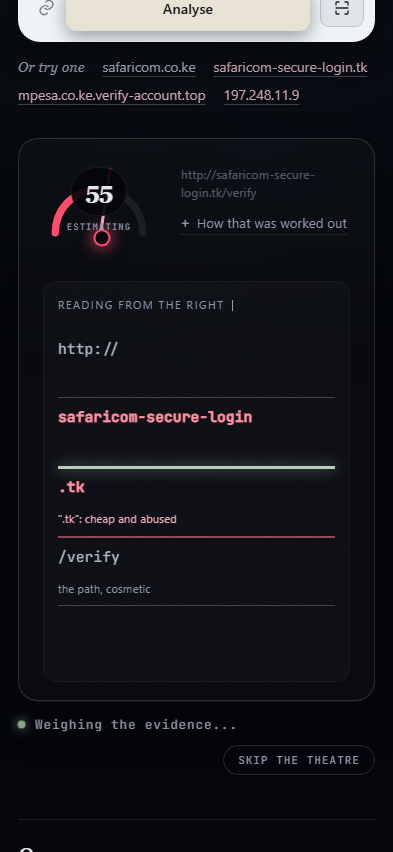 Analyse
Or try one safaricom.co.ke safaricom-secure-login.tk
mpesa.co.ke.verify-account.top 197.248.11.9
55
ESTIMATING
http://safaricom-secure-
login.tk/verify
+ How that was worked out
READING FROM THE RIGHT
http://
safaricom-secure-login
.tk
".tk": cheap and abused
/verify
the path, cosmetic
Weighing the evidence...
SKIP THE THEATRE